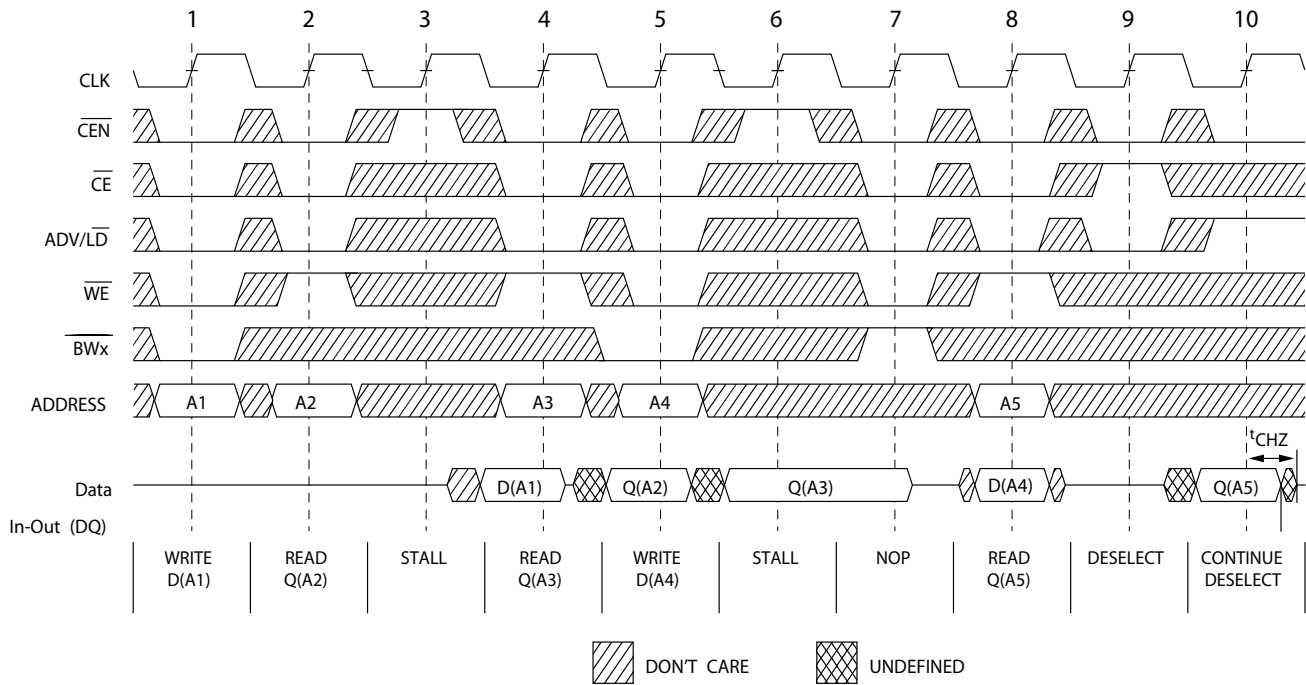 1 2 3 4 5 6 7 8 9 10
CLK
CEN
CE
ADV/LD
WE
BWx
ADDRESS A1 A2 A3 A4 A5
tCHZ
Data D(A1) Q(A2) Q(A3) D(A4) Q(A5)
In-Out (DQ)
WRITE READ STALL READ WRITE STALL NOP READ DESELECT CONTINUE
D(A1) Q(A2) Q(A3) D(A4) Q(A5) DESELECT
DON'T CARE UNDEFINED